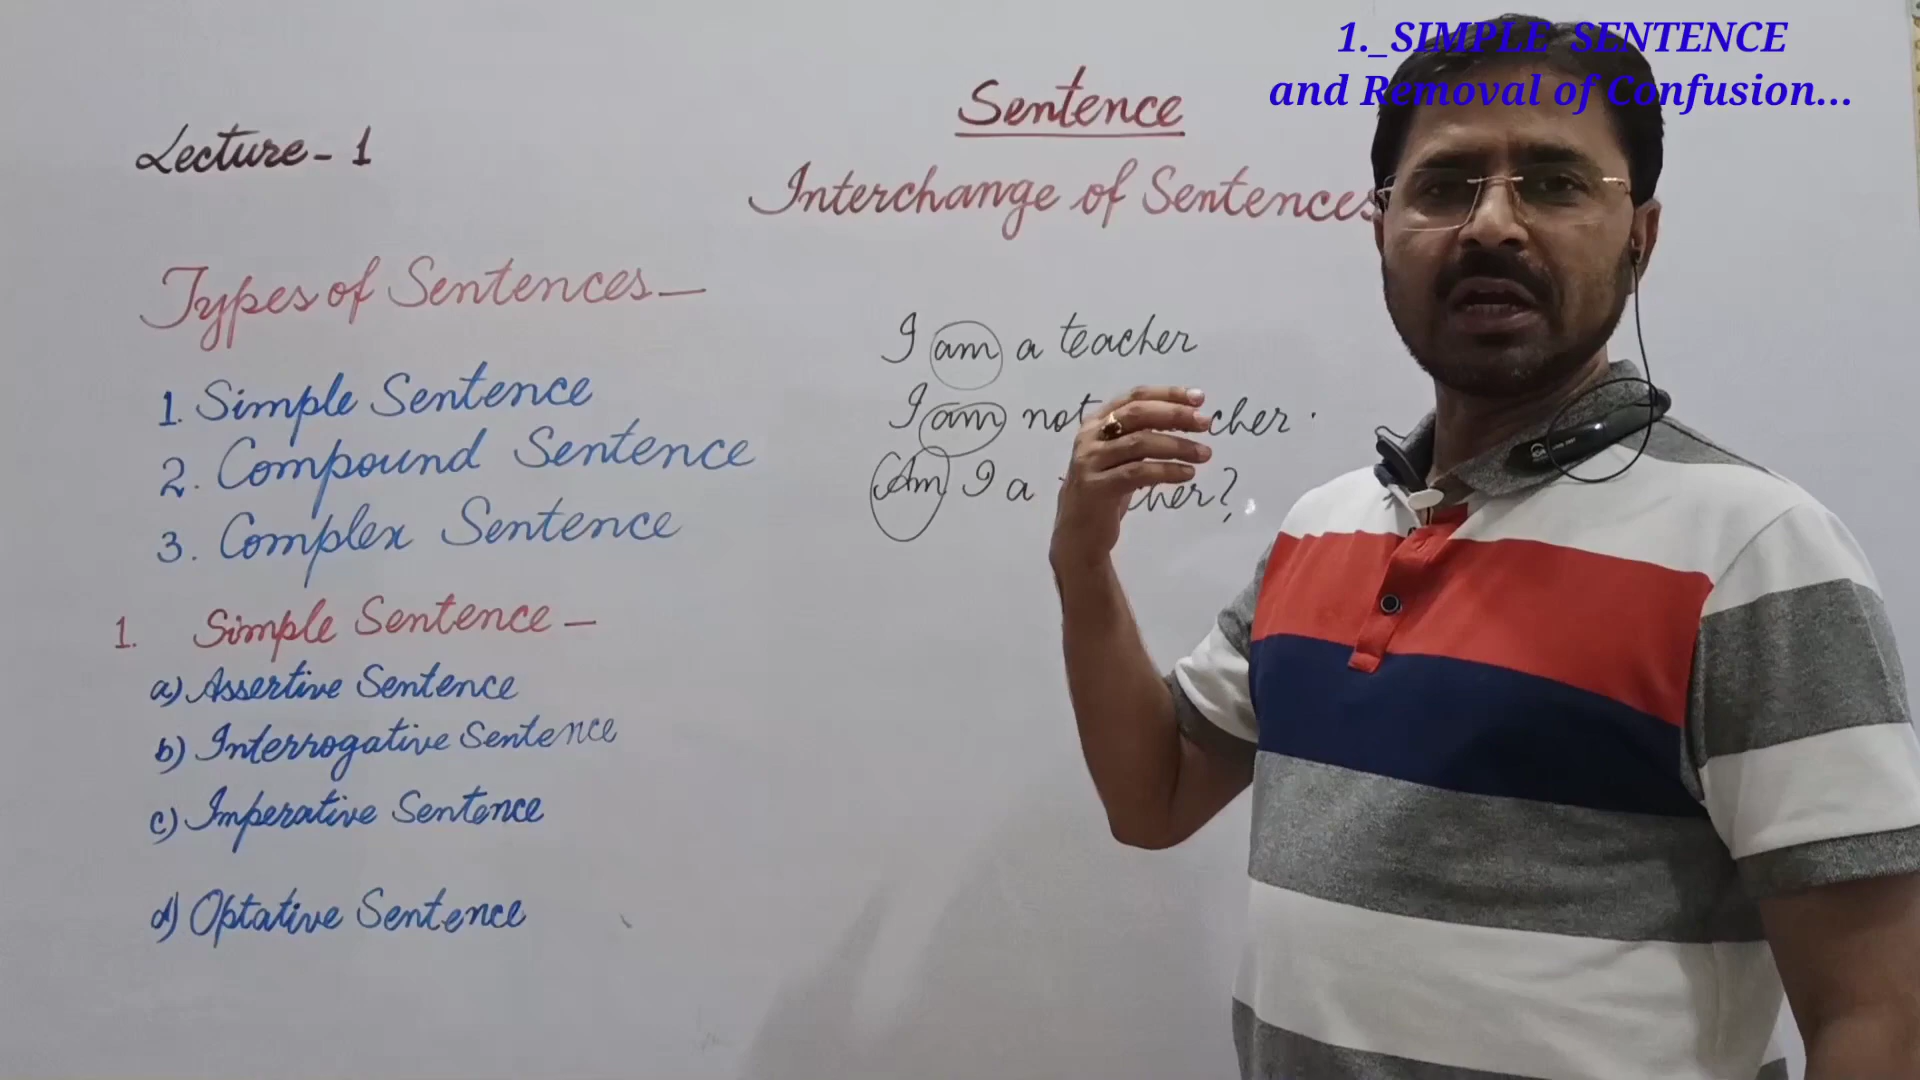 1._SIMPLE SENTENCE
and Removal of Confusion...
Sentence
Interchange of Sentences
Lecture - 1
Types of Sentences —
1. Simple Sentence
2. Compound Sentence
3. Complex Sentence
1. Simple Sentence —
a) Assertive Sentence
b) Interrogative Sentence
c) Imperative Sentence
d) Optative Sentence
I am a teacher
I am not cher.
Am I a cher?